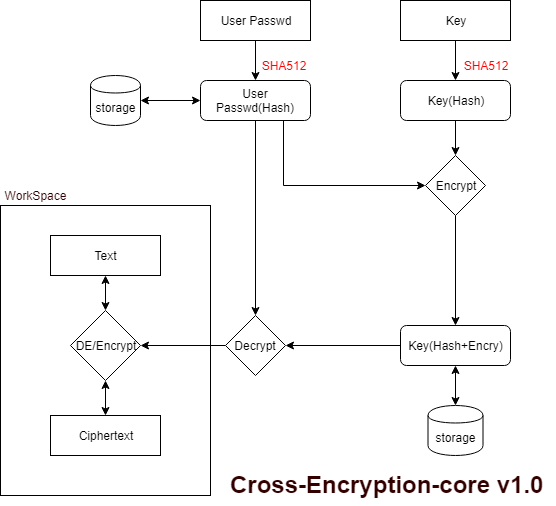 User Passwd
Key
SHA512
SHA512
storage
User
Passwd(Hash)
Key(Hash)
Encrypt
WorkSpace
Text
DE/Encrypt
Decrypt
Key(Hash+Encry)
Ciphertext
storage
Cross-Encryption-core v1.0